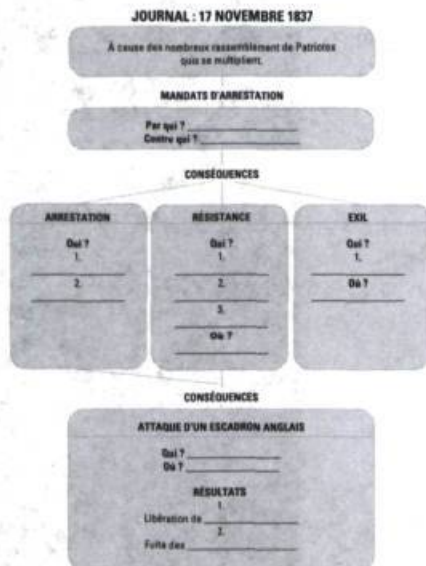 JOURNAL : 17 NOVEMBRE 1837
À cause des nombreux rassemblement de Patriotes
quis se multiplient.
MANDATS D'ARRESTATION
Par qui ?
Contre qui ?
CONSÉQUENCES
ARRESTATION
Qui ?
1.
2.
RÉSISTANCE
Qui ?
1.
2.
3.
Où ?
EXIL
Qui ?
1.
Où ?
CONSÉQUENCES
ATTAQUE D'UN ESCADRON ANGLAIS
Qui ?
Où ?
RÉSULTATS
1.
Libération de
2.
Fuite des